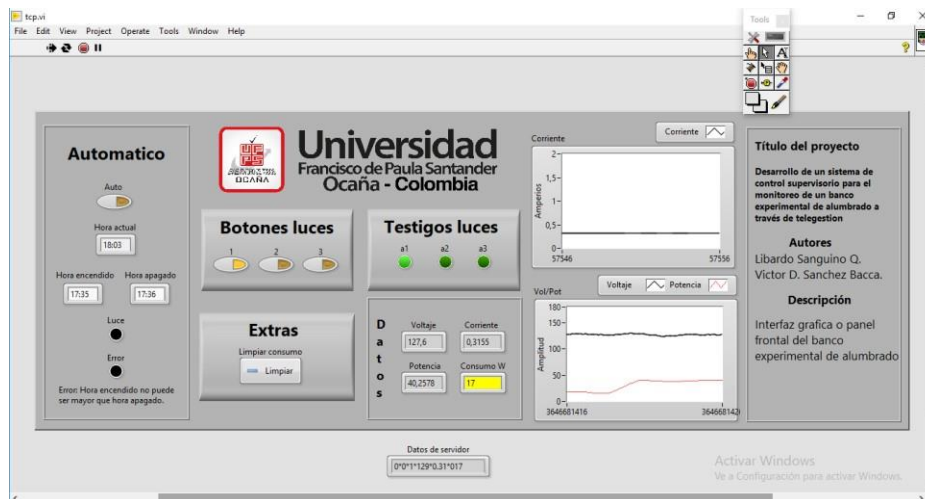 tcp.vi
File Edit View Project Operate Tools Window Help
Tools
Automatico
Auto
Hora actual
18:03
Hora encendido Hora apagado
17:35 17:36
Luce
Error
Error: Hora encendido no puede
ser mayor que hora apagado.
OCAÑA
Universidad
Francisco de Paula Santander
Ocaña - Colombia
Botones luces
1 2 3
Testigos luces
a1 a2 a3
Extras
Limpiar consumo
Limpiar
Datos
Voltaje Corriente
127,6 0,3155
Potencia Consumo W
40,2578 17
Corriente
Corriente
Amperios
2-
1,5-
1-
0,5-
0-
57546 57556
Vol/Pot
Voltaje Potencia
Amplitud
180-
150-
100-
50-
0-
3646681416 364668142
Título del proyecto
Desarrollo de un sistema de
control supervisorio para el
monitoreo de un banco
experimental de alumbrado a
través de telegestion
Autores
Libardo Sanguino Q.
Victor D. Sanchez Bacca.
Descripción
Interfaz grafica o panel
frontal del banco
experimental de alumbrado
Datos de servidor
0*0*1*129*0.31*017
Activar Windows
Ve a Configuración para activar Windows.